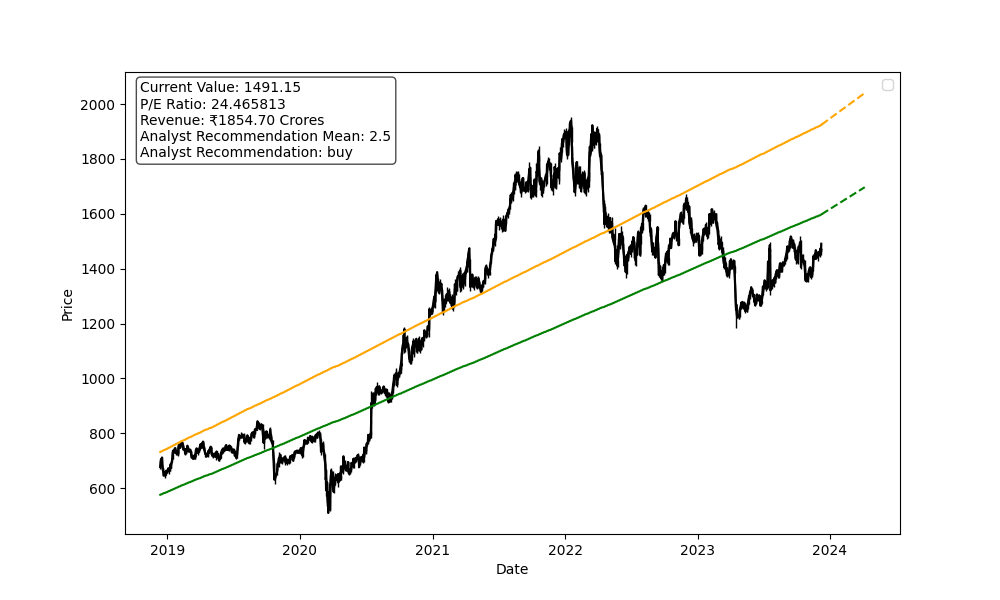 Current Value: 1491.15
P/E Ratio: 24.465813
Revenue: ₹1854.70 Crores
Analyst Recommendation Mean: 2.5
Analyst Recommendation: buy
2000
1800
1600
1400
1200
1000
800
600
Price
2019 2020 2021 2022 2023 2024
Date